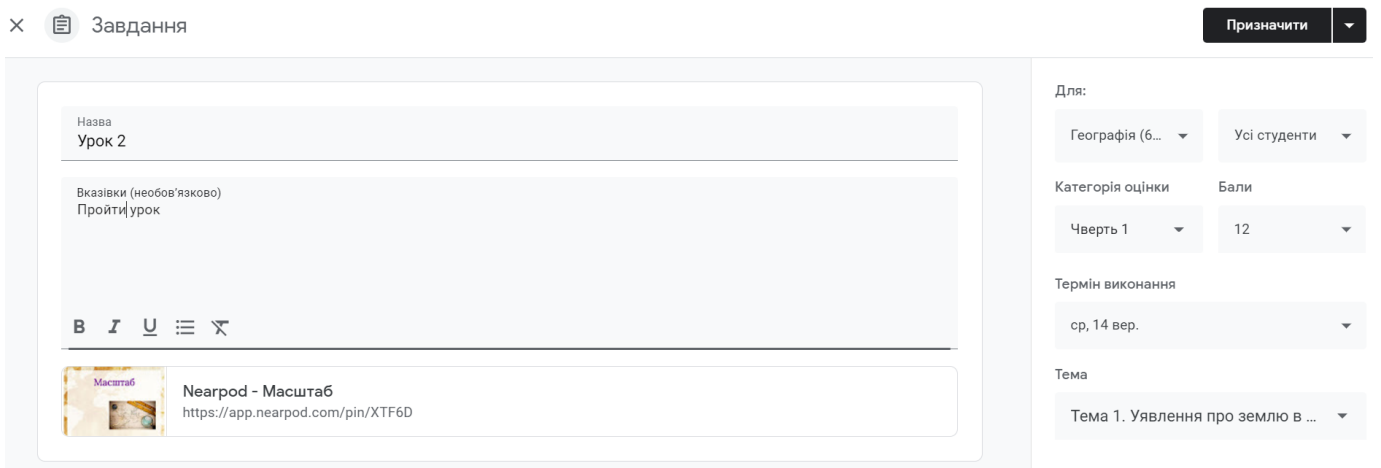 Завдання
Призначити
Назва
Урок 2
Вказівки (необов'язково)
Пройти урок
B I U
Масштаб
Nearpod - Масштаб
https://app.nearpod.com/pin/XTF6D
Для:
Географія (6... Усі студенти
Категорія оцінки Бали
Чверть 1 12
Термін виконання
ср, 14 вер.
Тема
Тема 1. Уявлення про землю в ...